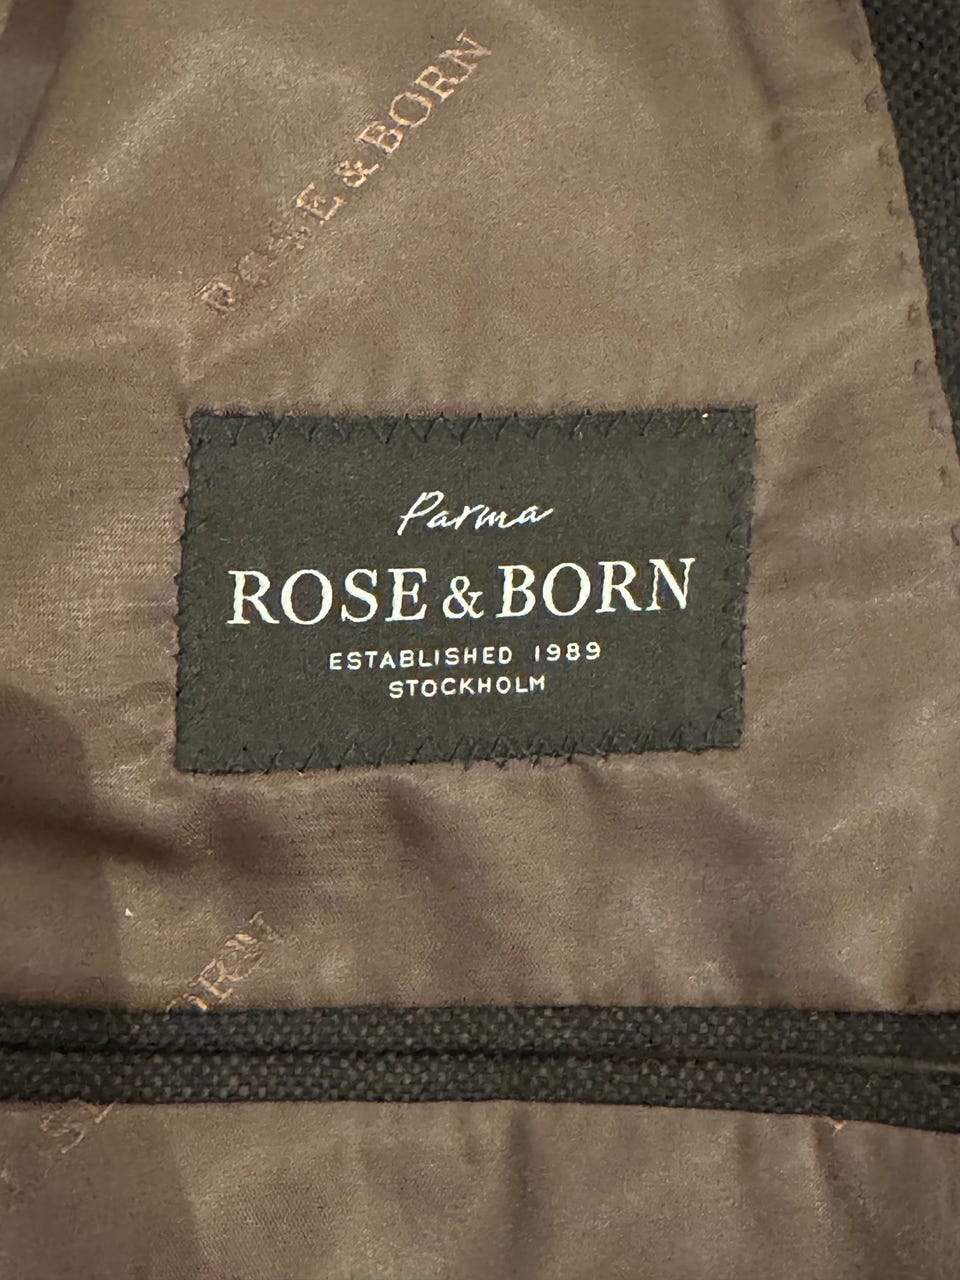 ROSE & BORN
Parma
ROSE & BORN
ESTABLISHED 1989
STOCKHOLM